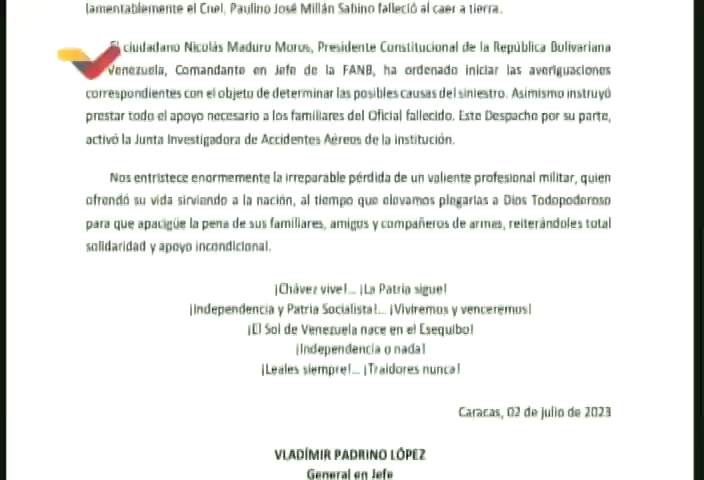 lamentablemente el Cnel, Paulino José Millán Sabino falleció al caer a tierra.
El ciudadano Nicolás Maduro Moros, Presidente Constitucional de la República Bolivariana
Venezuela, Comandante en Jefe de la FANB, ha ordenado iniciar las averiguaciones
correspondientes con el objeto de determinar las posibles causas del siniestro. Asimismo instruyó
prestar todo el apoyo necesario a los familiares del Oficial fallecido. Este Despacho por su parte,
activó la Junta Investigadora de Accidentes Aéreos de la institución.
Nos entristece enormemente la irreparable pérdida de un valiente profesional militar, quien
ofrendó su vida sirviendo a la nación, al tiempo que elevamos plegarias a Dios Todopoderoso
para que apacigüe la pena de sus familiares, amigos y compañeros de armas, reiterándoles total
solidaridad y apoyo incondicional.
¡Chávez vive!... ¡La Patria sigue!
¡Independencia y Patria Socialista!... ¡Viviremos y venceremos!
¡El Sol de Venezuela nace en el Esequibo!
¡Independencia o nada!
¡Leales siempre!... ¡Traidores nunca!
Caracas, 02 de julio de 2023
VLADÍMIR PADRINO LÓPEZ
General en Jefe